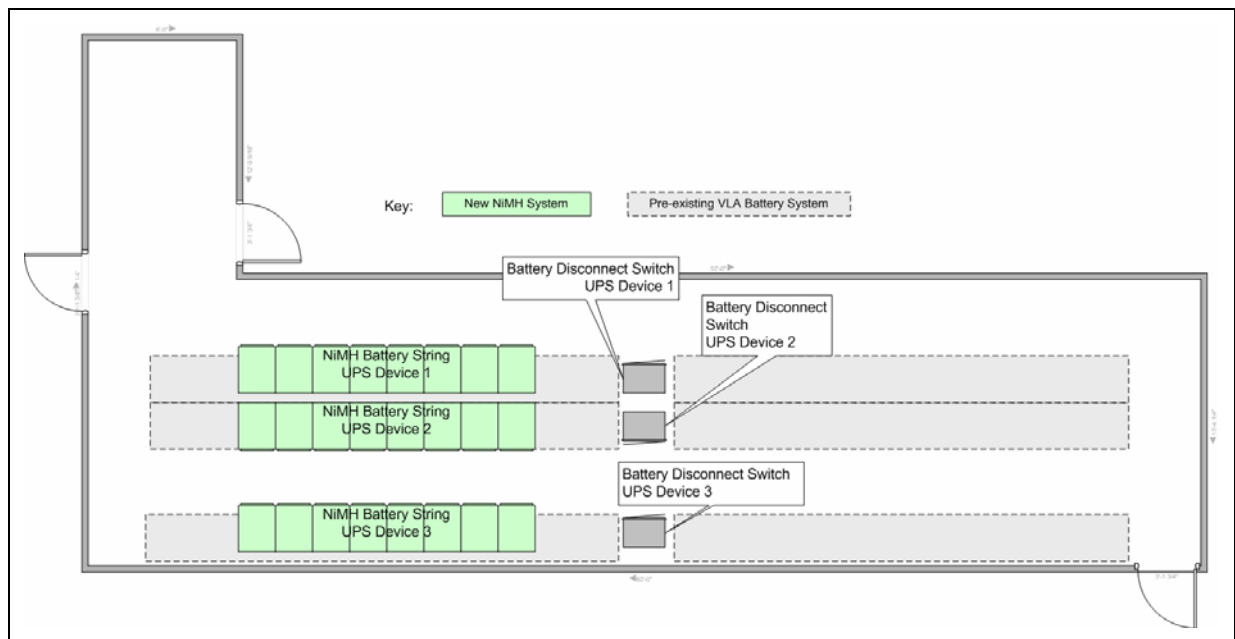 Key:
New NiMH System
Pre-existing VLA Battery System
Battery Disconnect Switch
UPS Device 1
Battery Disconnect
Switch
UPS Device 2
NiMH Battery String
UPS Device 1
NiMH Battery String
UPS Device 2
Battery Disconnect Switch
UPS Device 3
NiMH Battery String
UPS Device 3